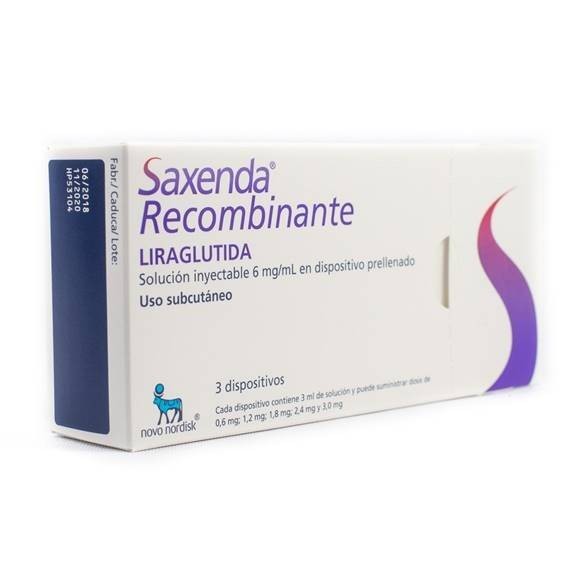 Fabr./ Caduca/ Lote:
06/2018
11/2020
HP53104
Saxenda®
Recombinante
LIRAGLUTIDA
Solución inyectable 6 mg/mL en dispositivo prellenado
Uso subcutáneo
3 dispositivos
Cada dispositivo contiene 3 ml de solución y puede suministrar dosis de
0,6 mg; 1,2 mg; 1,8 mg; 2,4 mg y 3,0 mg
novo nordisk®